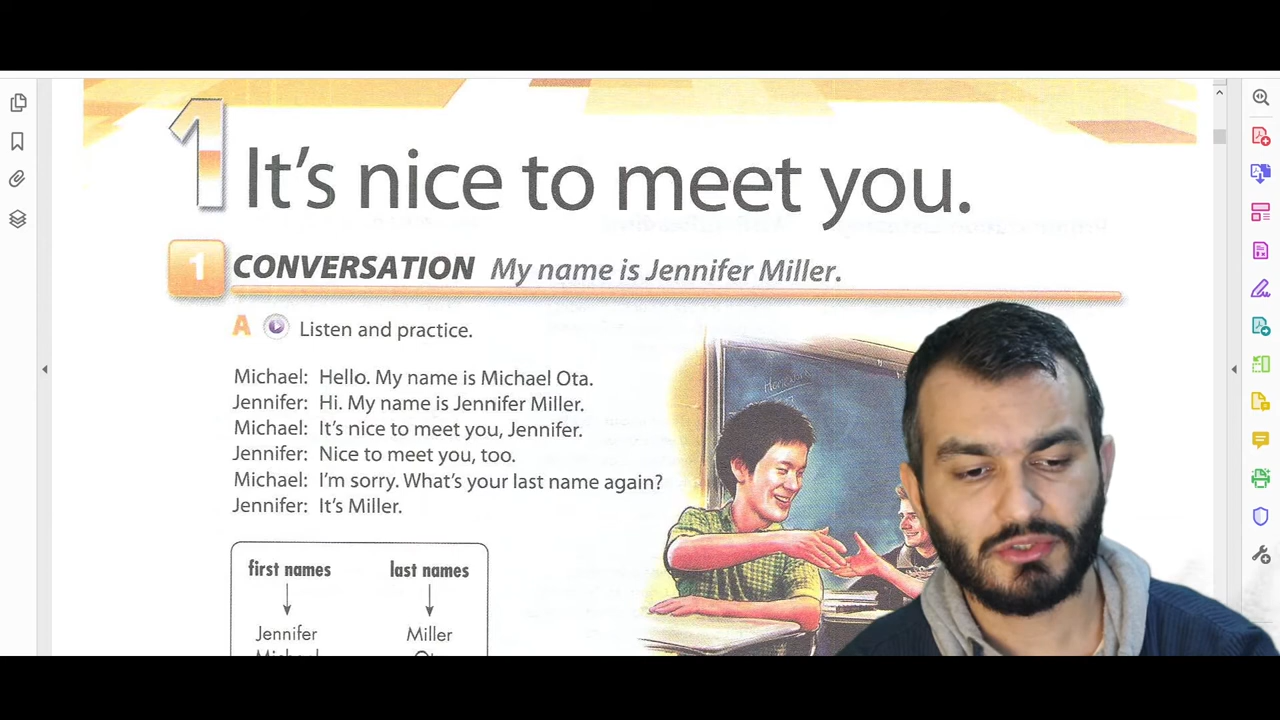 1 It's nice to meet you.
1 CONVERSATION My name is Jennifer Miller.
A Listen and practice.
Michael: Hello. My name is Michael Ota.
Jennifer: Hi. My name is Jennifer Miller.
Michael: It's nice to meet you, Jennifer.
Jennifer: Nice to meet you, too.
Michael: I'm sorry. What's your last name again?
Jennifer: It's Miller.
first names last names
Jennifer Miller